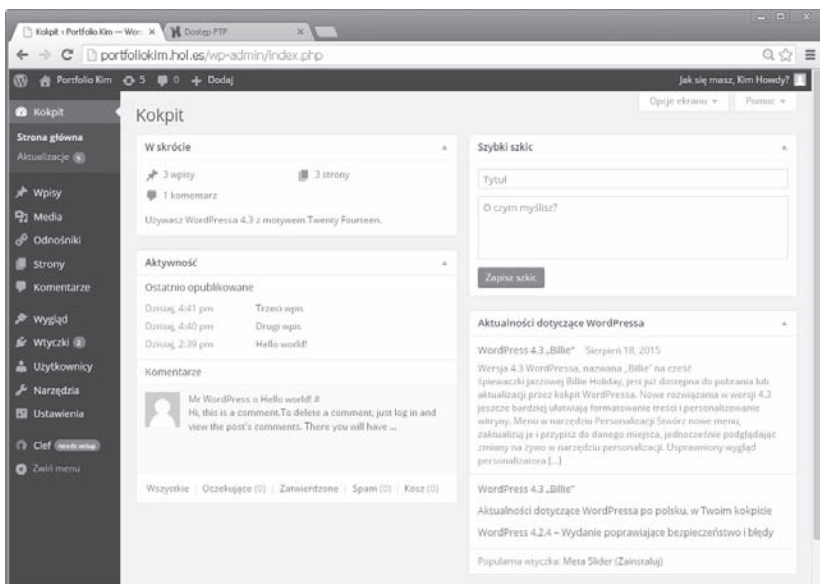 Kokpit ‹ Portfolio Kim — Wor:
Dostęp FTP
portfoliokim.hol.es/wp-admin/index.php
Portfolio Kim 5 0 + Dodaj
Jak się masz, Kim Howdy?
Kokpit
Strona główna
Aktualizacje 5
Wpisy
Media
Odnośniki
Strony
Komentarze
Wygląd
Wtyczki 2
Użytkownicy
Narzędzia
Ustawienia
Clef needs setup
Zwiń menu
Opcje ekranu
Pomoc
Kokpit
W skrócie
3 wpisy
3 strony
1 komentarz
Używasz WordPressa 4.3 z motywem Twenty Fourteen.
Aktywność
Ostatnio opublikowane
Dzisiaj, 4:41 pm Trzeci wpis
Dzisiaj, 4:40 pm Drugi wpis
Dzisiaj, 2:39 pm Hello world!
Komentarze
Mr WordPress o Hello world! #
Hi, this is a comment.To delete a comment, just log in and
view the post's comments. There you will have ...
Wszystkie | Oczekujące (0) | Zatwierdzone | Spam (0) | Kosz (0)
Szybki szkic
Tytuł
O czym myślisz?
Zapisz szkic
Aktualności dotyczące WordPressa
WordPress 4.3 „Billie" Sierpień 18, 2015
Wersja 4.3 WordPressa, nazwana „Billie" na cześć
śpiewaczki jazzowej Billie Holiday, jest już dostępna do pobrania lub
aktualizacji przez kokpit WordPressa. Nowe rozwiązania w wersji 4.3
jeszcze bardziej ułatwiają formatowanie treści i personalizowanie
witryny. Menu w narzędziu Personalizacji Stwórz nowe menu,
zaktualizuj je i przypisz do danego miejsca, jednocześnie podglądając
zmiany na żywo w narzędziu personalizacji. Usprawniony wygląd
personalizatora [...]
WordPress 4.3 „Billie"
Aktualności dotyczące WordPressa po polsku, w Twoim kokpicie
WordPress 4.2.4 – Wydanie poprawiające bezpieczeństwo i błędy
Popularna wtyczka: Meta Slider (Zainstaluj)